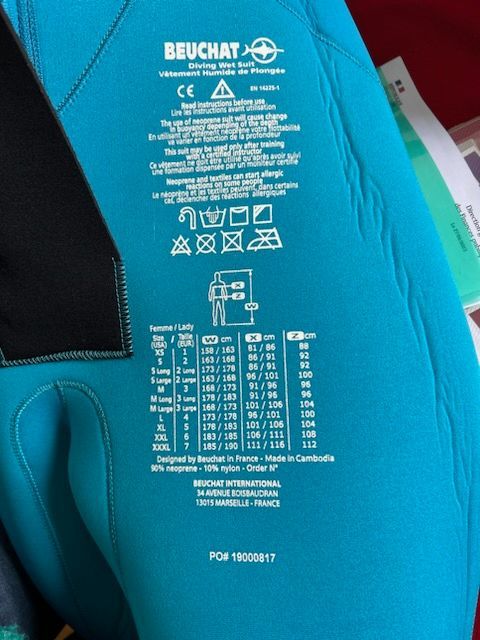 BEUCHAT
Diving Wet Suit
Vêtement Humide de Plongée
CE EN 14225-1
Read instructions before use
Lire les instructions avant utilisation
The use of neoprene suit will cause change
in buoyancy depending of the depth
En utilisant un vêtement néoprène votre flottabilité
va varier en fonction de la profondeur
This suit may be used only after training
with a certified instructor
Ce vêtement ne doit être utilisé qu'après avoir suivi
une formation dispensée par un moniteur certifié
Neoprene and textiles can start allergic
reactions on some people
Le néoprène et les textiles peuvent, dans certains
cas, déclencher des réactions allergiques
X
Z
W
Femme / Lady
Size (USA) Taille (EUR) W cm X cm Z cm
XS 1 158 / 163 81 / 86 88
S 2 163 / 168 86 / 91 92
S Long 2 Long 173 / 178 86 / 91 92
S Large 2 Large 163 / 168 96 / 101 100
M 3 168 / 173 91 / 96 96
M Long 3 Long 178 / 183 91 / 96 96
M Large 3 Large 168 / 173 101 / 106 104
L 4 173 / 178 96 / 101 100
XL 5 178 / 183 101 / 106 104
XXL 6 183 / 185 106 / 111 108
XXXL 7 185 / 190 111 / 116 112
Designed by Beuchat in France - Made in Cambodia
90% neoprene - 10% nylon - Order N°
BEUCHAT INTERNATIONAL
34 AVENUE BOISBAUDRAN
13015 MARSEILLE - FRANCE
PO# 19000817
Direction g
des Finances publiq